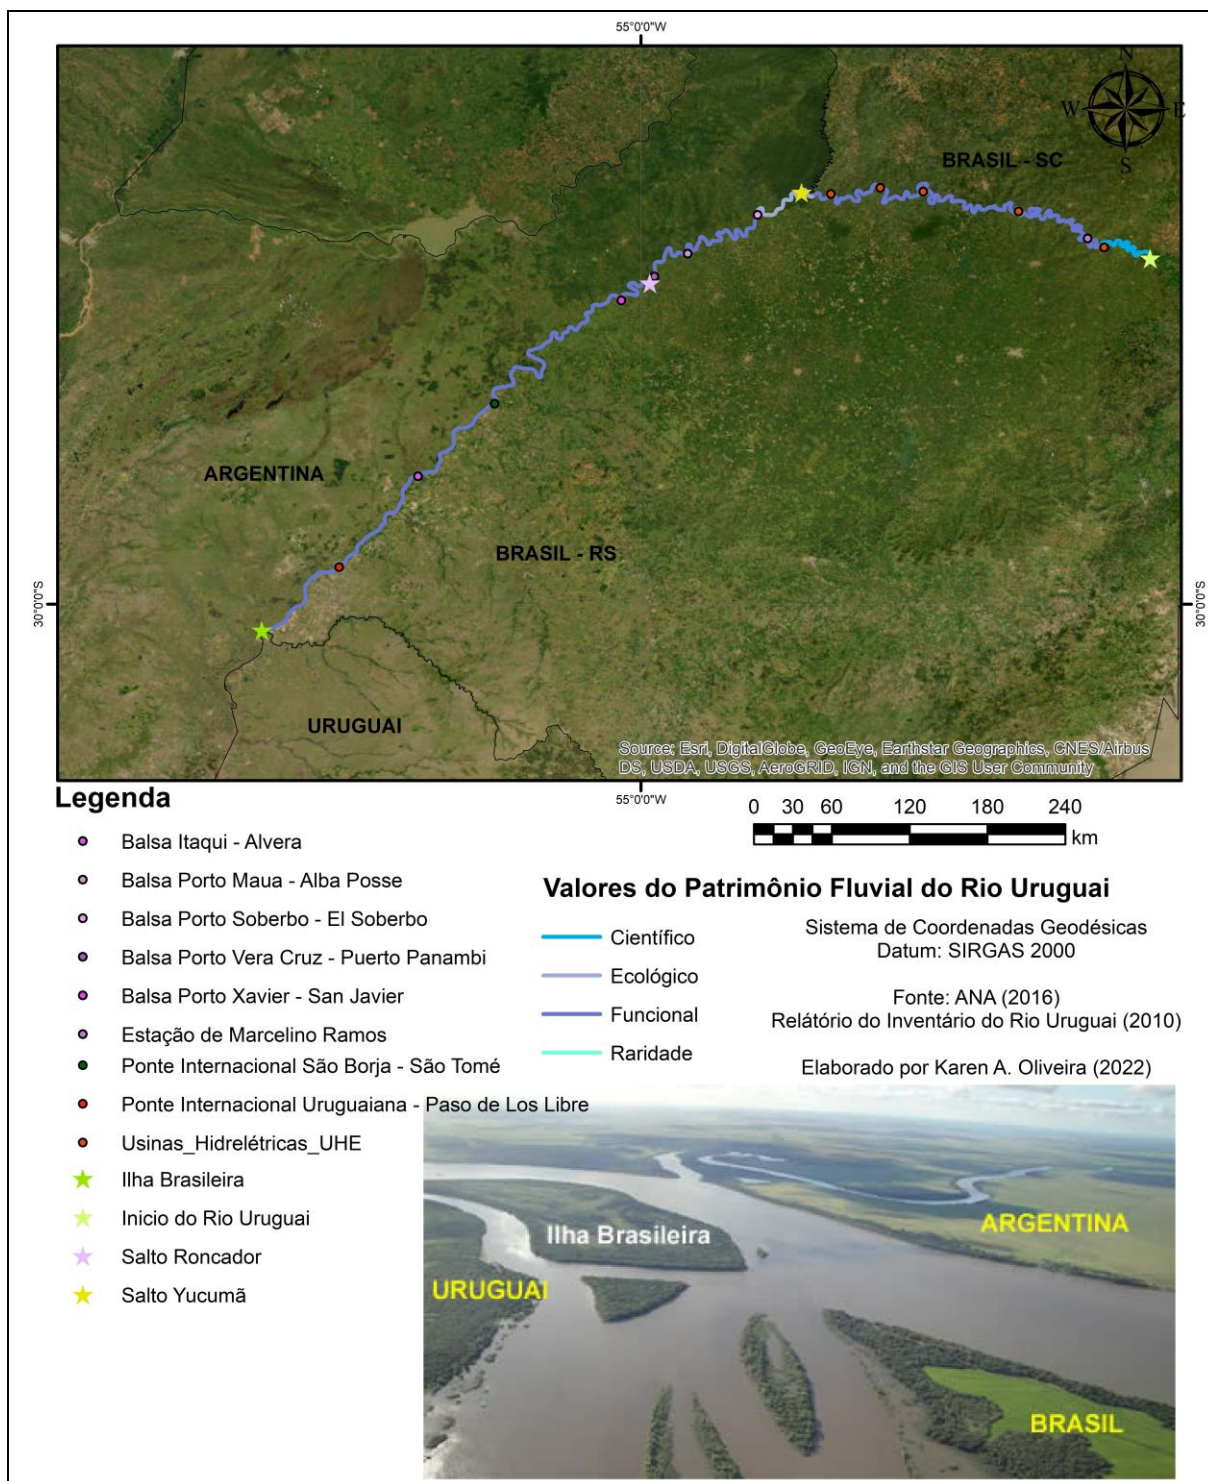 55°0'0"W
N
W
E
S
BRASIL - SC
ARGENTINA
BRASIL - RS
30°0'0"S
30°0'0"S
URUGUAI
Source: Esri, DigitalGlobe, GeoEye, Earthstar Geographics, CNES/Airbus
DS, USDA, USGS, AeroGRID, IGN, and the GIS User Community
55°0'0"W
Legenda
Balsa Itaqui - Alvera
Balsa Porto Maua - Alba Posse
Balsa Porto Soberbo - El Soberbo
Balsa Porto Vera Cruz - Puerto Panambi
Balsa Porto Xavier - San Javier
Estação de Marcelino Ramos
Ponte Internacional São Borja - São Tomé
Ponte Internacional Uruguaiana - Paso de Los Libre
Usinas_Hidrelétricas_UHE
Ilha Brasileira
Inicio do Rio Uruguai
Salto Roncador
Salto Yucumã
0 30 60 120 180 240
km
Valores do Patrimônio Fluvial do Rio Uruguai
Científico
Ecológico
Funcional
Raridade
Sistema de Coordenadas Geodésicas
Datum: SIRGAS 2000
Fonte: ANA (2016)
Relátório do Inventário do Rio Uruguai (2010)
Elaborado por Karen A. Oliveira (2022)
Ilha Brasileira
ARGENTINA
URUGUAI
BRASIL